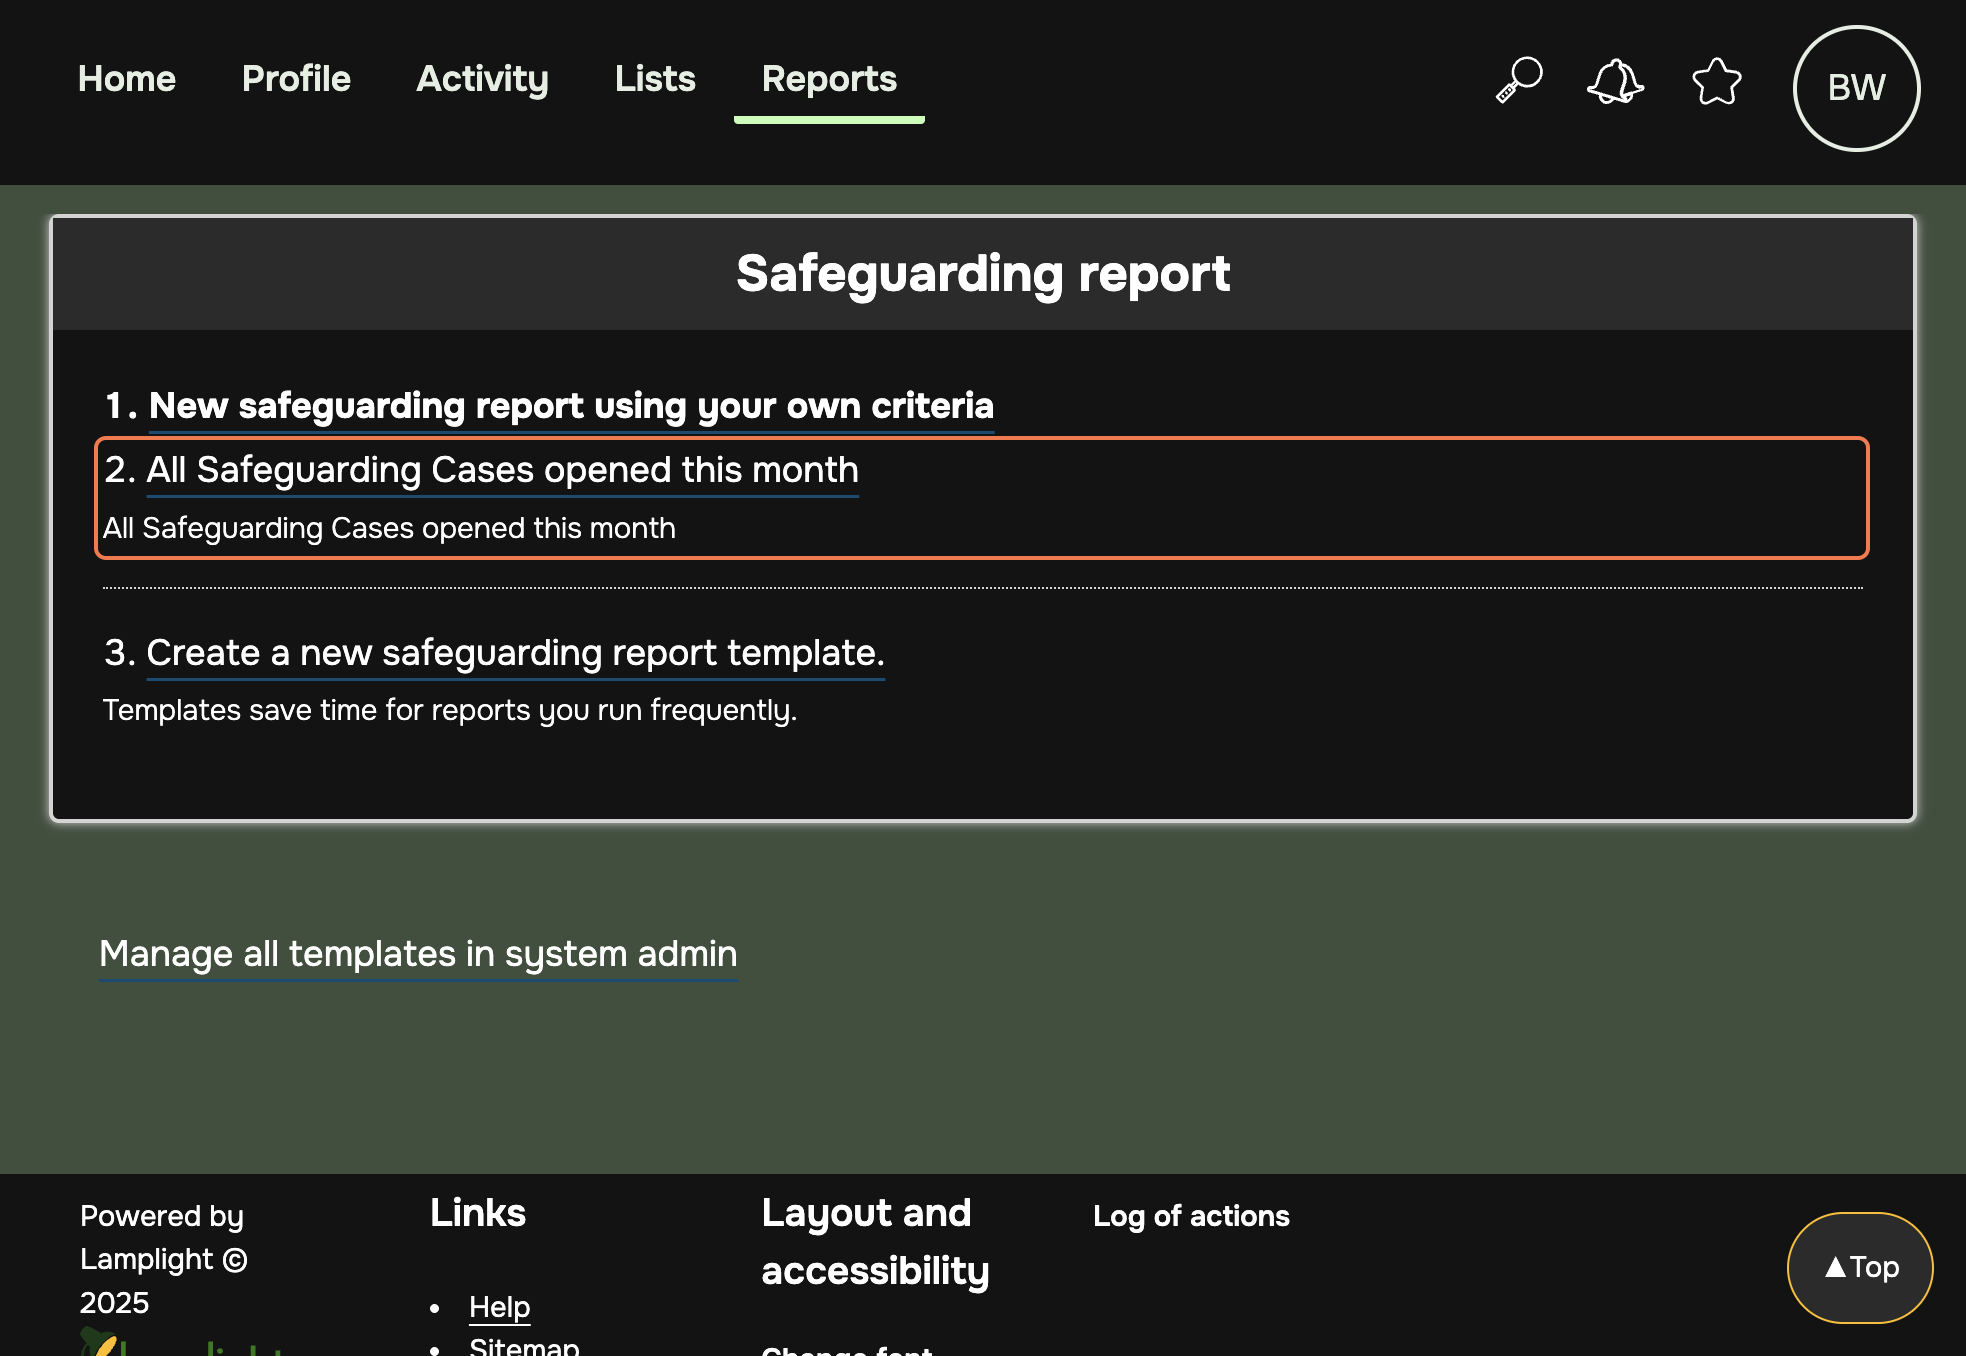 Home Profile Activity Lists Reports BW
Safeguarding report
1. New safeguarding report using your own criteria
2. All Safeguarding Cases opened this month
All Safeguarding Cases opened this month
3. Create a new safeguarding report template.
Templates save time for reports you run frequently.
Manage all templates in system admin
Powered by
Lamplight ©
2025
lamplight
Links
• Help
• Sitemap
Layout and
accessibility
Change font
Log of actions
▲Top